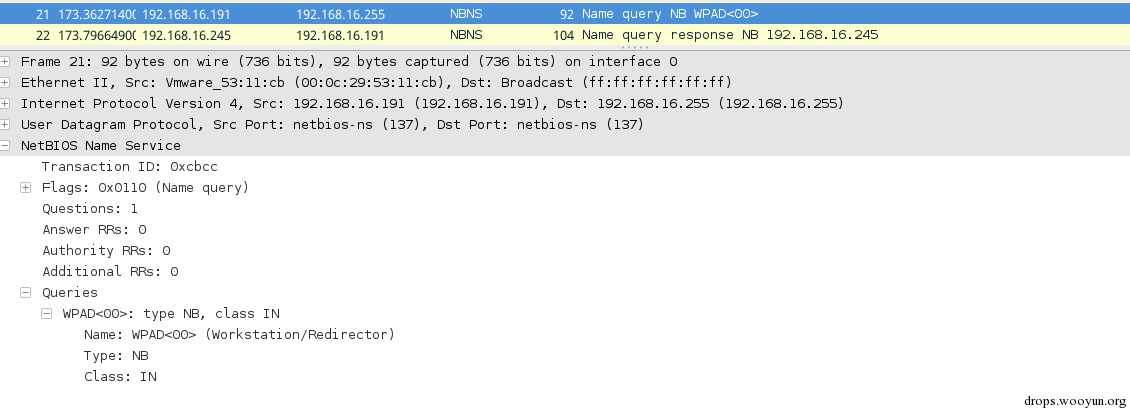 21 173.36271400 192.168.16.191 192.168.16.255 NBNS 92 Name query NB WPAD<00>
22 173.79664900 192.168.16.245 192.168.16.191 NBNS 104 Name query response NB 192.168.16.245
Frame 21: 92 bytes on wire (736 bits), 92 bytes captured (736 bits) on interface 0
Ethernet II, Src: Vmware_53:11:cb (00:0c:29:53:11:cb), Dst: Broadcast (ff:ff:ff:ff:ff:ff)
Internet Protocol Version 4, Src: 192.168.16.191 (192.168.16.191), Dst: 192.168.16.255 (192.168.16.255)
User Datagram Protocol, Src Port: netbios-ns (137), Dst Port: netbios-ns (137)
NetBIOS Name Service
Transaction ID: 0xcbcc
Flags: 0x0110 (Name query)
Questions: 1
Answer RRs: 0
Authority RRs: 0
Additional RRs: 0
Queries
WPAD<00>: type NB, class IN
Name: WPAD<00> (Workstation/Redirector)
Type: NB
Class: IN
drops.wooyun.org